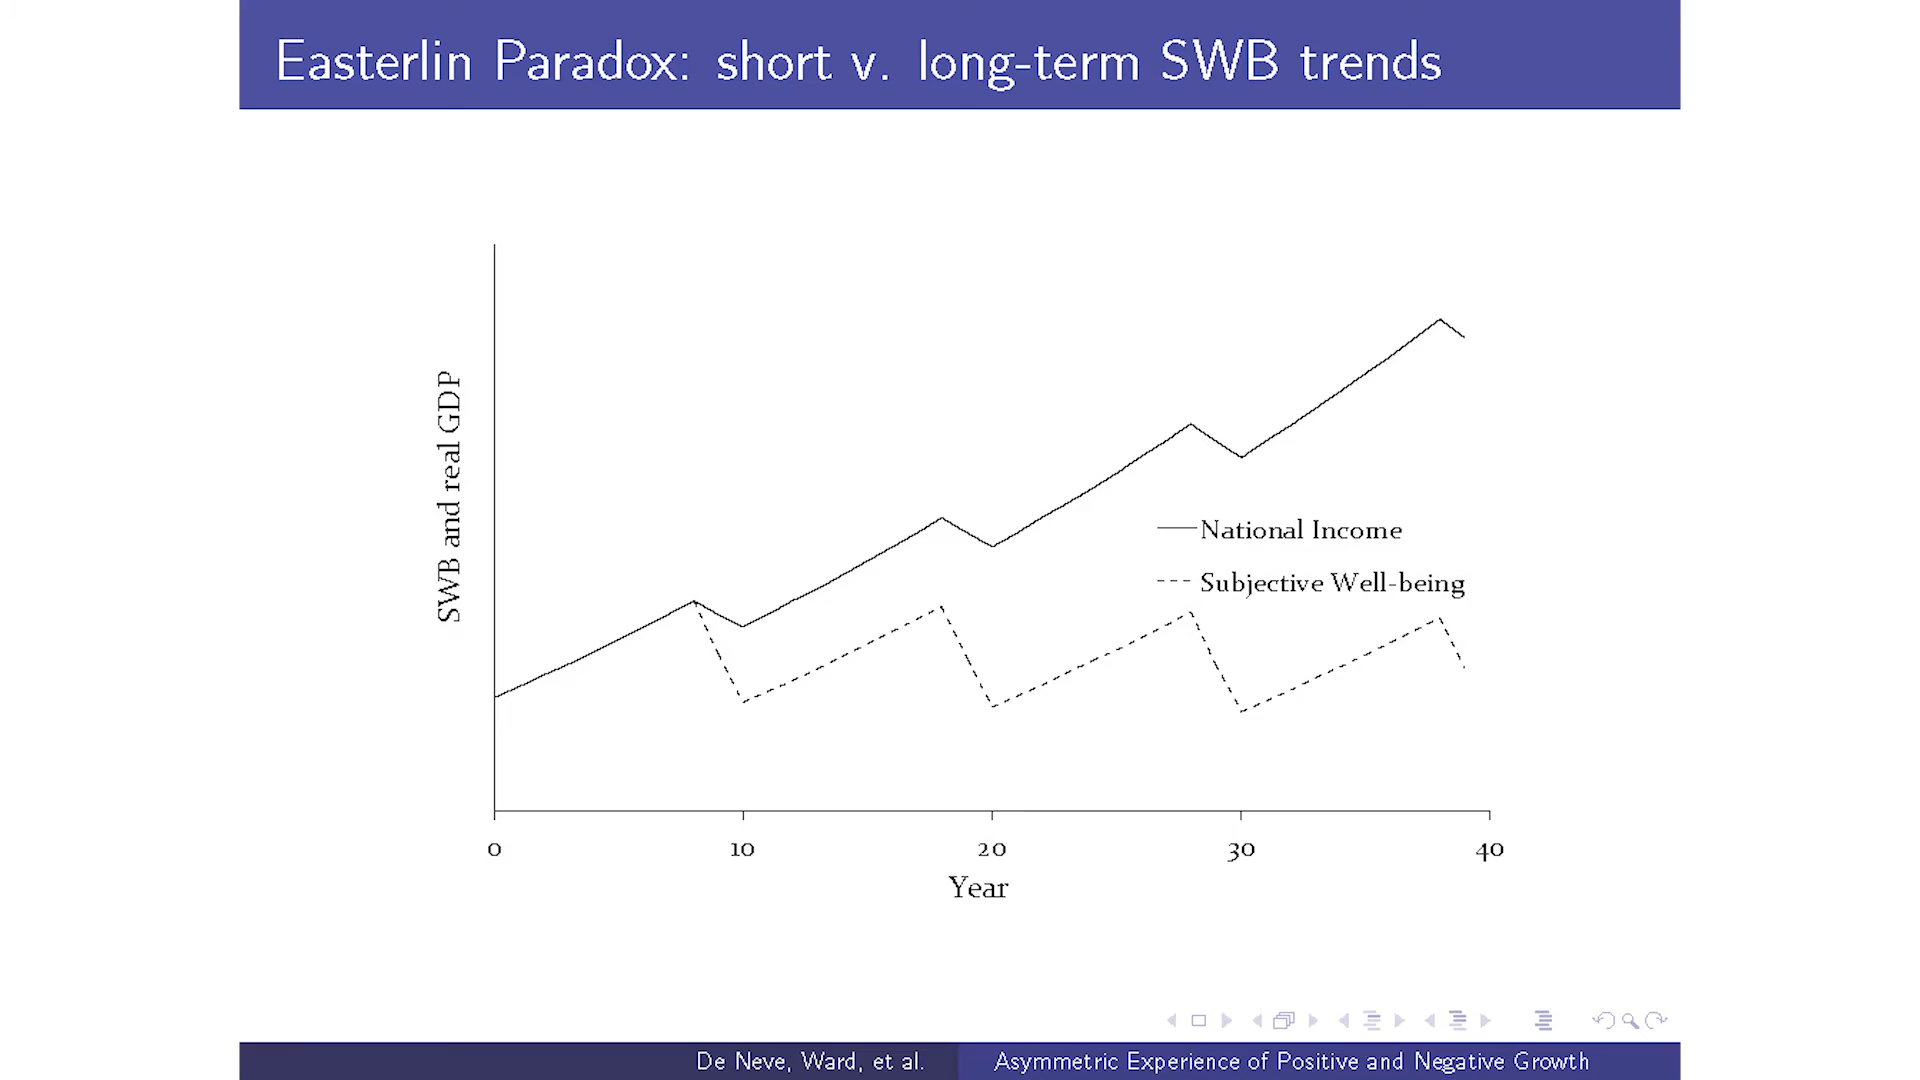 Easterlin Paradox: short v. long-term SWB trends
SWB and real GDP
National Income
Subjective Well-being
0 10 20 30 40
Year
De Neve, Ward, et al. Asymmetric Experience of Positive and Negative Growth